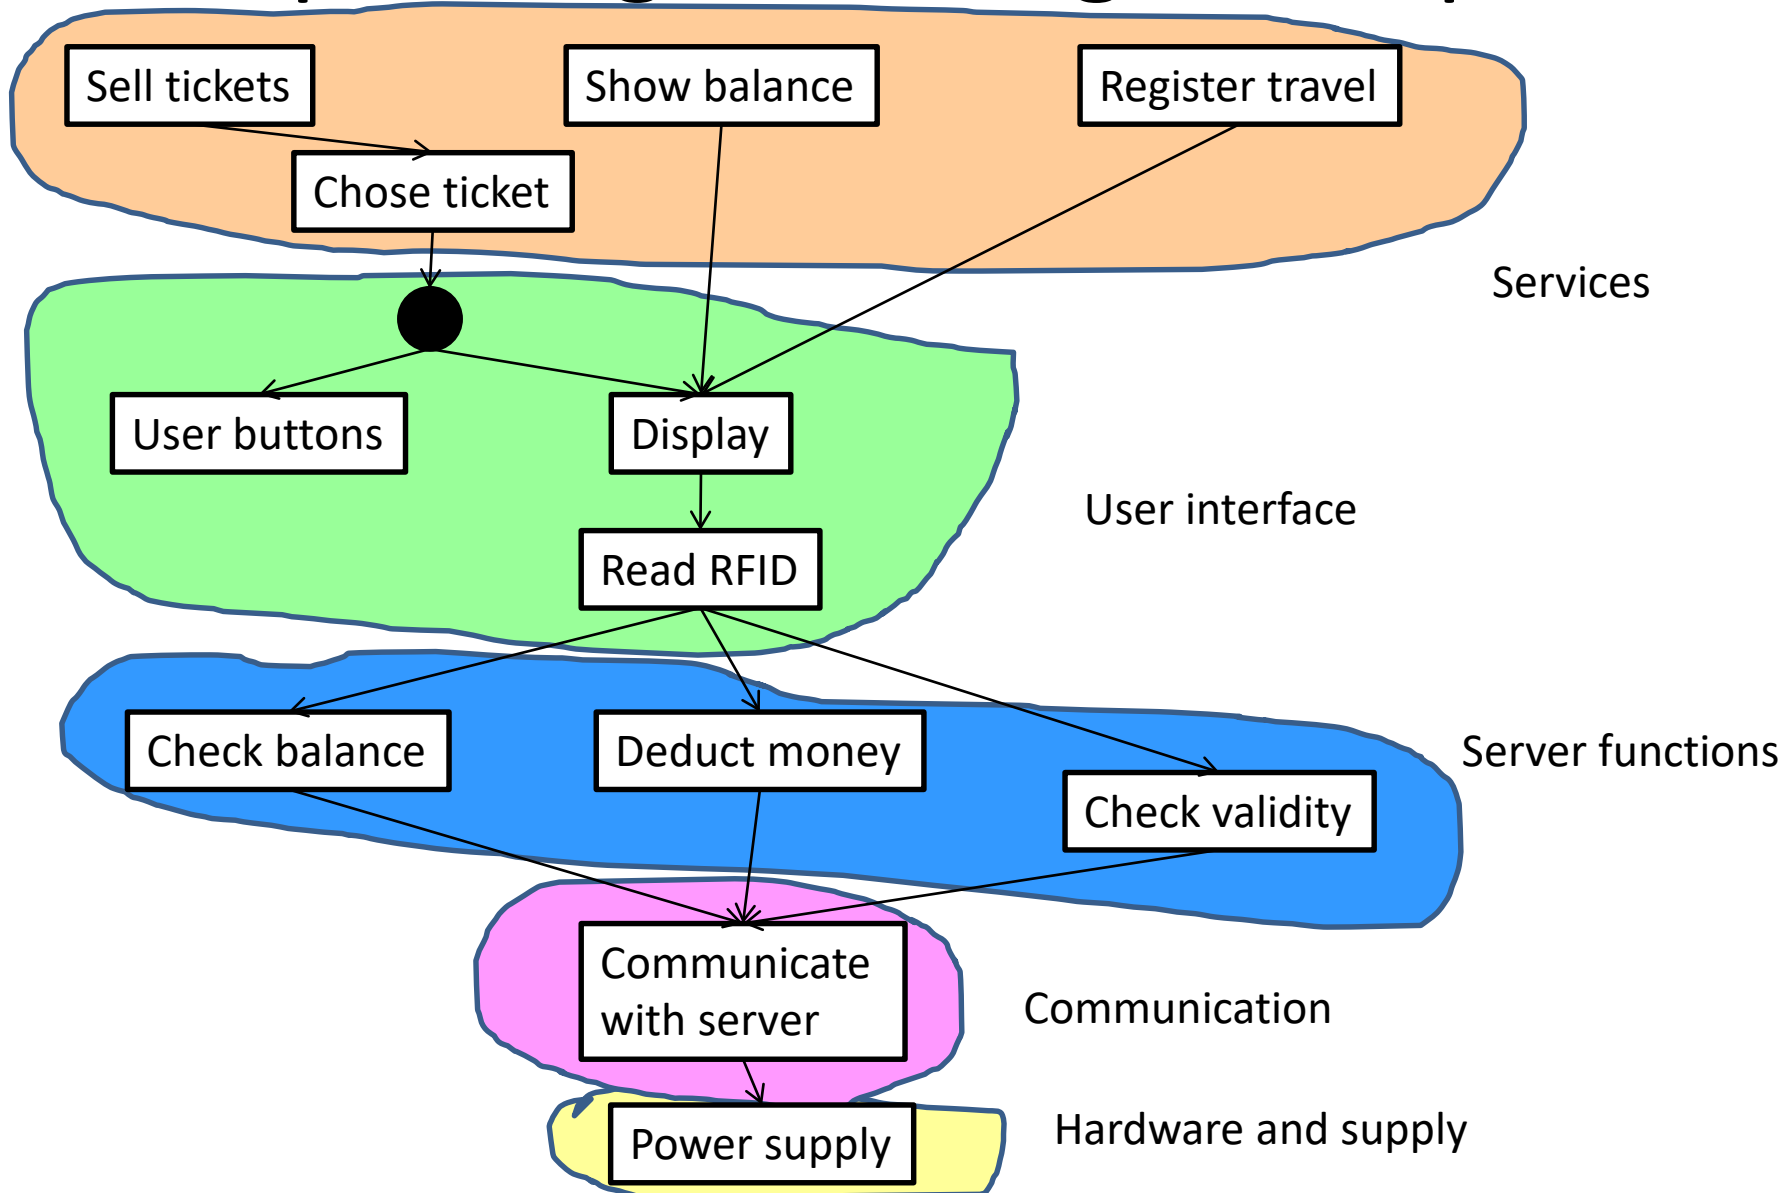 Sell tickets
Show balance
Register travel
Chose ticket
Services
User buttons
Display
User interface
Read RFID
Check balance
Deduct money
Server functions
Check validity
Communicate
with server
Communication
Power supply
Hardware and supply